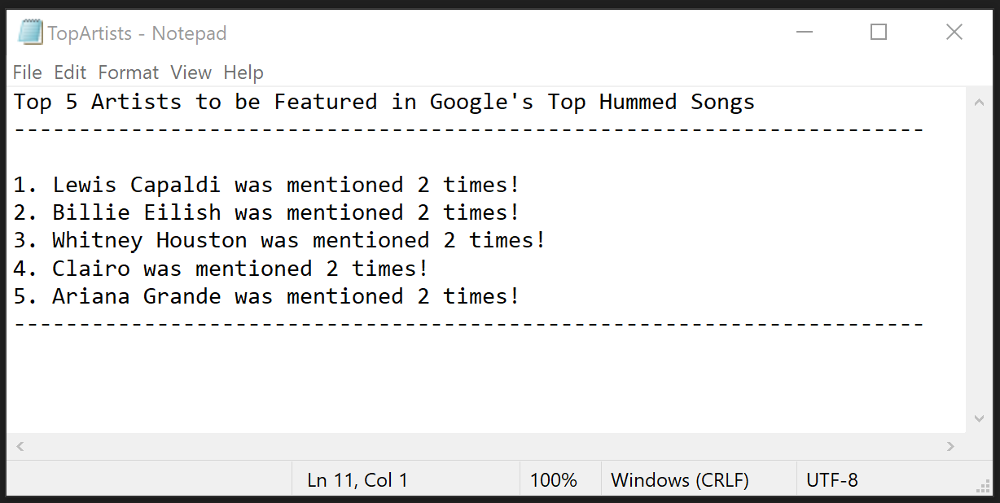 TopArtists - Notepad
File Edit Format View Help
Top 5 Artists to be Featured in Google's Top Hummed Songs
----------------------------------------------------------------------
1. Lewis Capaldi was mentioned 2 times!
2. Billie Eilish was mentioned 2 times!
3. Whitney Houston was mentioned 2 times!
4. Clairo was mentioned 2 times!
5. Ariana Grande was mentioned 2 times!
----------------------------------------------------------------------
Ln 11, Col 1 100% Windows (CRLF) UTF-8